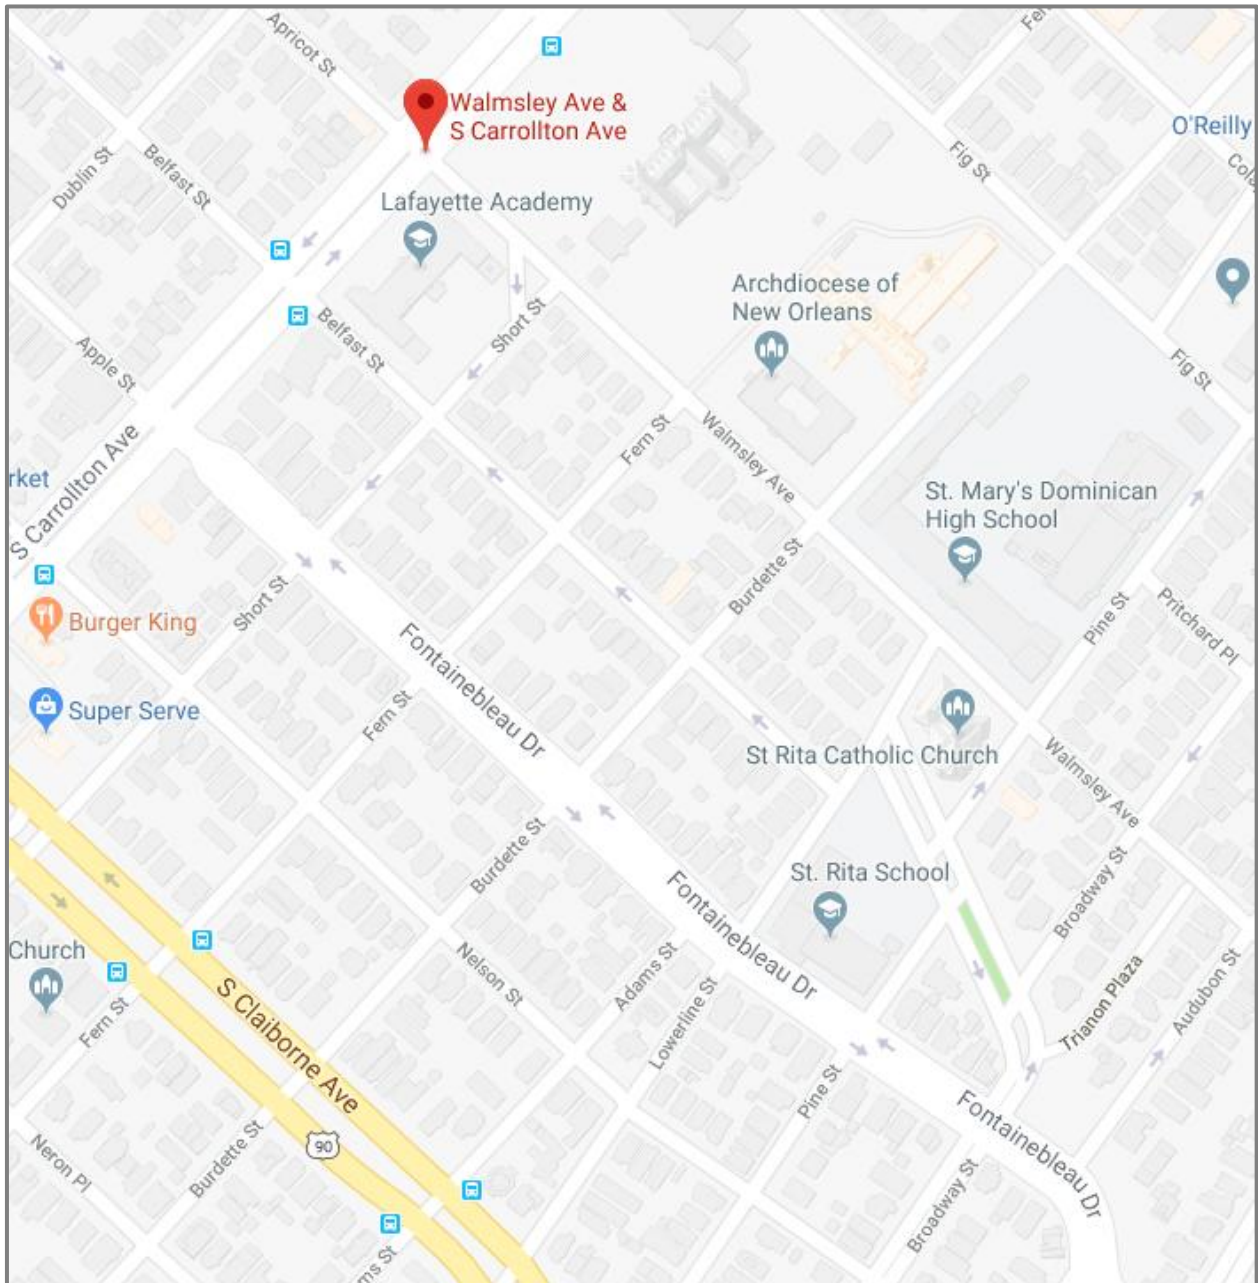 Apricot St
Fe
Walmsley Ave &
S Carrollton Ave
O'Reilly
Colo
Fig St
Dublin St
Belfast St
Lafayette Academy
Archdiocese of
New Orleans
Short St
Belfast St
Apple St
Fig St
Fern St
Walmsley Ave
S Carrollton Ave
rket
St. Mary's Dominican
High School
Burdette St
Short St
Burger King
Pine St
Pritchard Pl
Fontainebleau Dr
Fern St
Super Serve
St Rita Catholic Church
Walmsley Ave
Burdette St
St. Rita School
Fontainebleau Dr
Broadway St
Church
Nelson St
Adams St
Lowerline St
Trianon Plaza
Audubon St
Fern St
S Claiborne Ave
Pine St
Fontainebleau Dr
90
Neron Pl
Burdette St
Broadway St
ms St